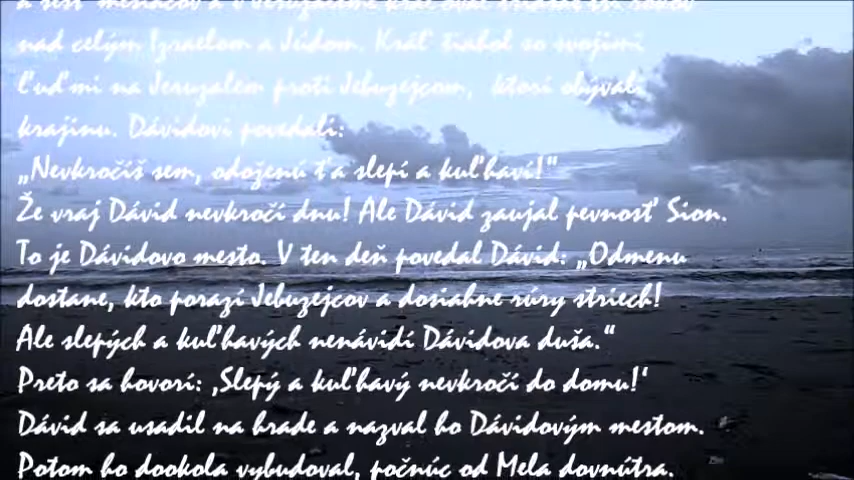 a šesť mesiacov a v Jeruzaleme
nad celým Izraelom a Júdom. Kráľ tiahol so svojimi
ľuďmi na Jeruzalem proti Jebuzejcom, ktorí obývali
krajinu. Dávidovi povedali:
„Nevkročíš sem, odoženú ťa slepí a kuľhaví!“
Že vraj Dávid nevkročí dnu! Ale Dávid zaujal pevnosť Sion.
To je Dávidovo mesto. V ten deň povedal Dávid: „Odmenu
dostane, kto porazí Jebuzejcov a dosiahne rúry striech!
Ale slepých a kuľhavých nenávidí Dávidova duša.“
Preto sa hovorí: ‚Slepý a kuľhavý nevkročí do domu!‘
Dávid sa usadil na hrade a nazval ho Dávidovým mestom.
Potom ho dookola vybudoval, počnúc od Mela dovnútra.